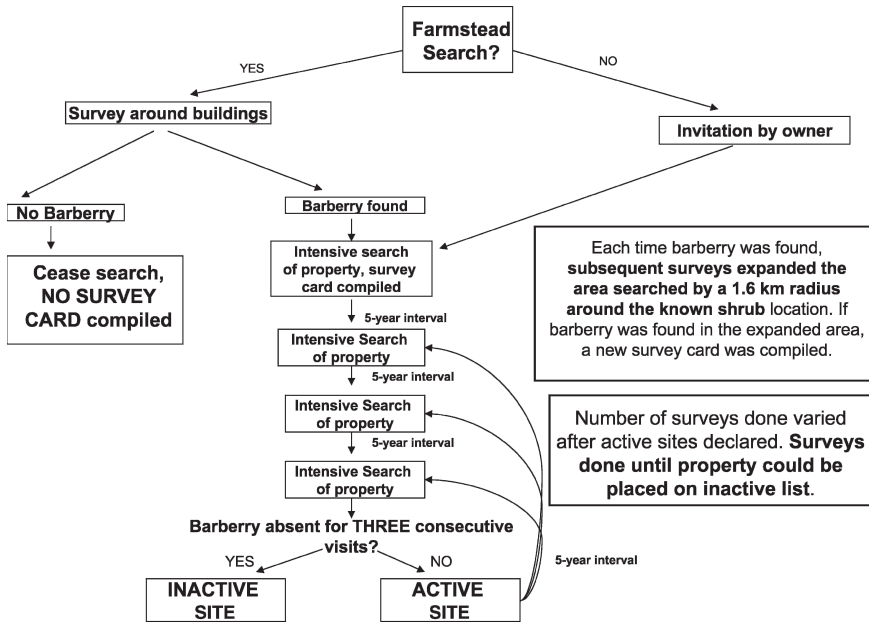 Farmstead
Search?
YES
NO
Survey around buildings
Invitation by owner
No Barberry
Barberry found
Cease search,
NO SURVEY
CARD compiled
Intensive search
of property, survey
card compiled
Each time barberry was found,
subsequent surveys expanded the
area searched by a 1.6 km radius
around the known shrub location. If
barberry was found in the expanded area,
a new survey card was compiled.
5-year interval
Intensive Search
of property
5-year interval
Intensive Search
of property
5-year interval
Intensive Search
of property
Number of surveys done varied
after active sites declared. Surveys
done until property could be
placed on inactive list.
Barberry absent for THREE consecutive
visits?
YES
NO
5-year interval
INACTIVE
SITE
ACTIVE
SITE